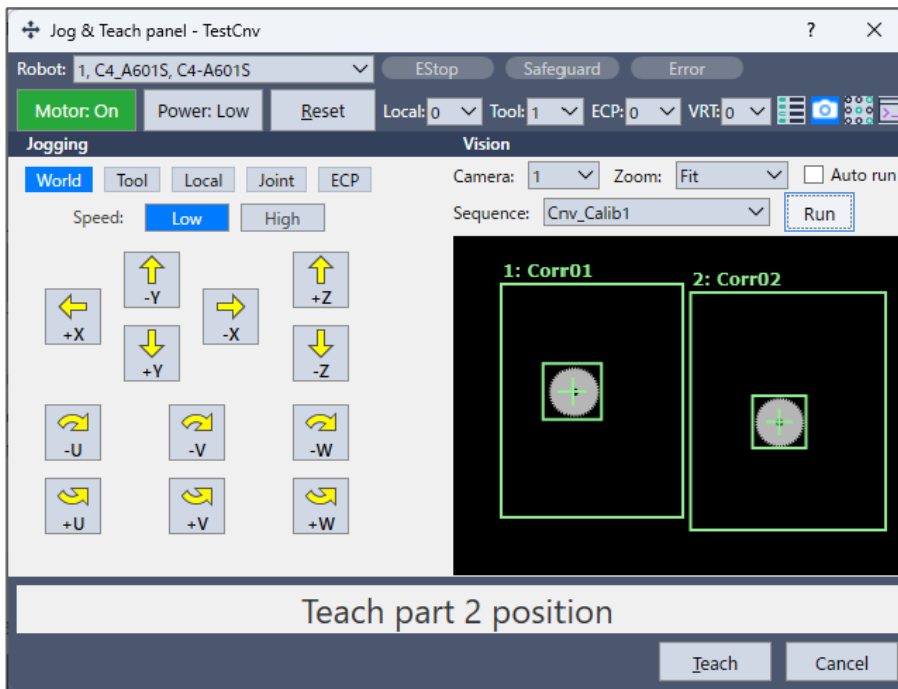 Jog & Teach panel - TestCnv ?
Robot: 1, C4_A601S, C4-A601S EStop Safeguard Error
Motor: On Power: Low Reset Local: 0 Tool: 1 ECP: 0 VRT: 0
Jogging Vision
World Tool Local Joint ECP Camera: 1 Zoom: Fit Auto run
Speed: Low High Sequence: Cnv_Calib1 Run
1: Corr01 2: Corr02
-Y +Z
+X -X
+Y -Z
-U -V -W
+U +V +W
Teach part 2 position
Teach Cancel